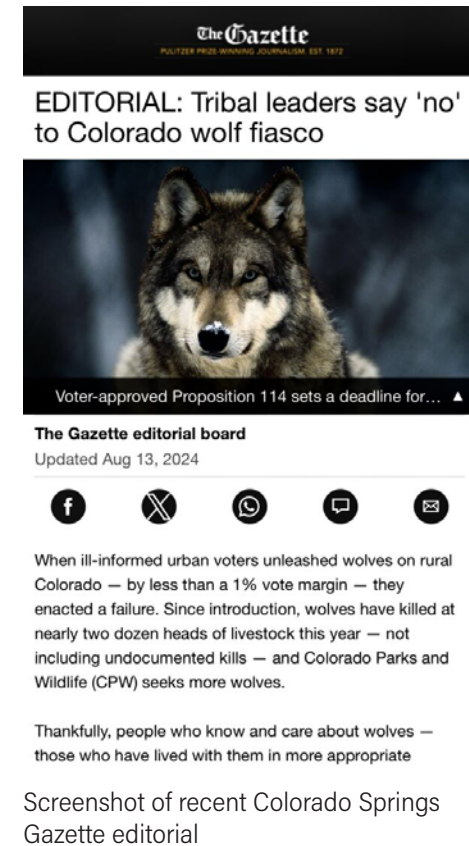 The Gazette
PULITZER PRIZE-WINNING JOURNALISM. EST. 1872
EDITORIAL: Tribal leaders say 'no'
to Colorado wolf fiasco
Voter-approved Proposition 114 sets a deadline for… ▲
The Gazette editorial board
Updated Aug 13, 2024
When ill-informed urban voters unleashed wolves on rural
Colorado — by less than a 1% vote margin — they
enacted a failure. Since introduction, wolves have killed at
nearly two dozen heads of livestock this year — not
including undocumented kills — and Colorado Parks and
Wildlife (CPW) seeks more wolves.
Thankfully, people who know and care about wolves —
those who have lived with them in more appropriate
Screenshot of recent Colorado Springs
Gazette editorial